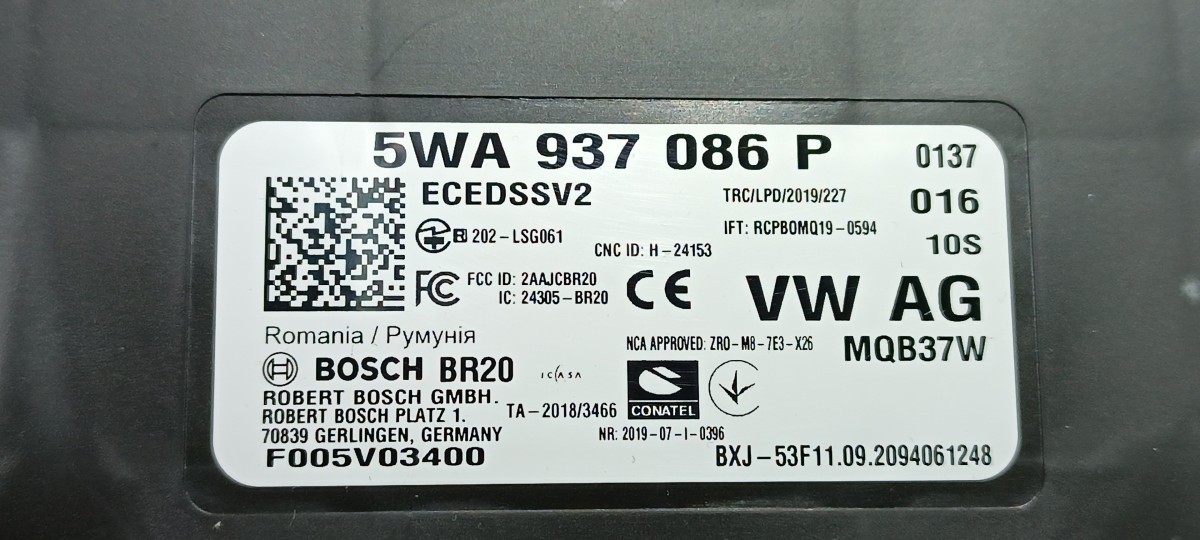 5WA 937 086 P
0137
ECEDSSV2
TRC/LPD/2019/227
016
R 202-LSG061
IFT: RCPBOMQ19-0594
CNC ID: H-24153
10S
FC FCC ID: 2AAJCBR20
IC: 24305-BR20
CE
VW AG
Romania / Румунія
NCA APPROVED: ZRO-M8-7E3-X26
MQB37W
BOSCH BR20
ICASA
CONATEL
ROBERT BOSCH GMBH.
ROBERT BOSCH PLATZ 1.
TA-2018/3466
70839 GERLINGEN, GERMANY
NR: 2019-07-I-0396
F005V03400
BXJ-53F11.09.2094061248